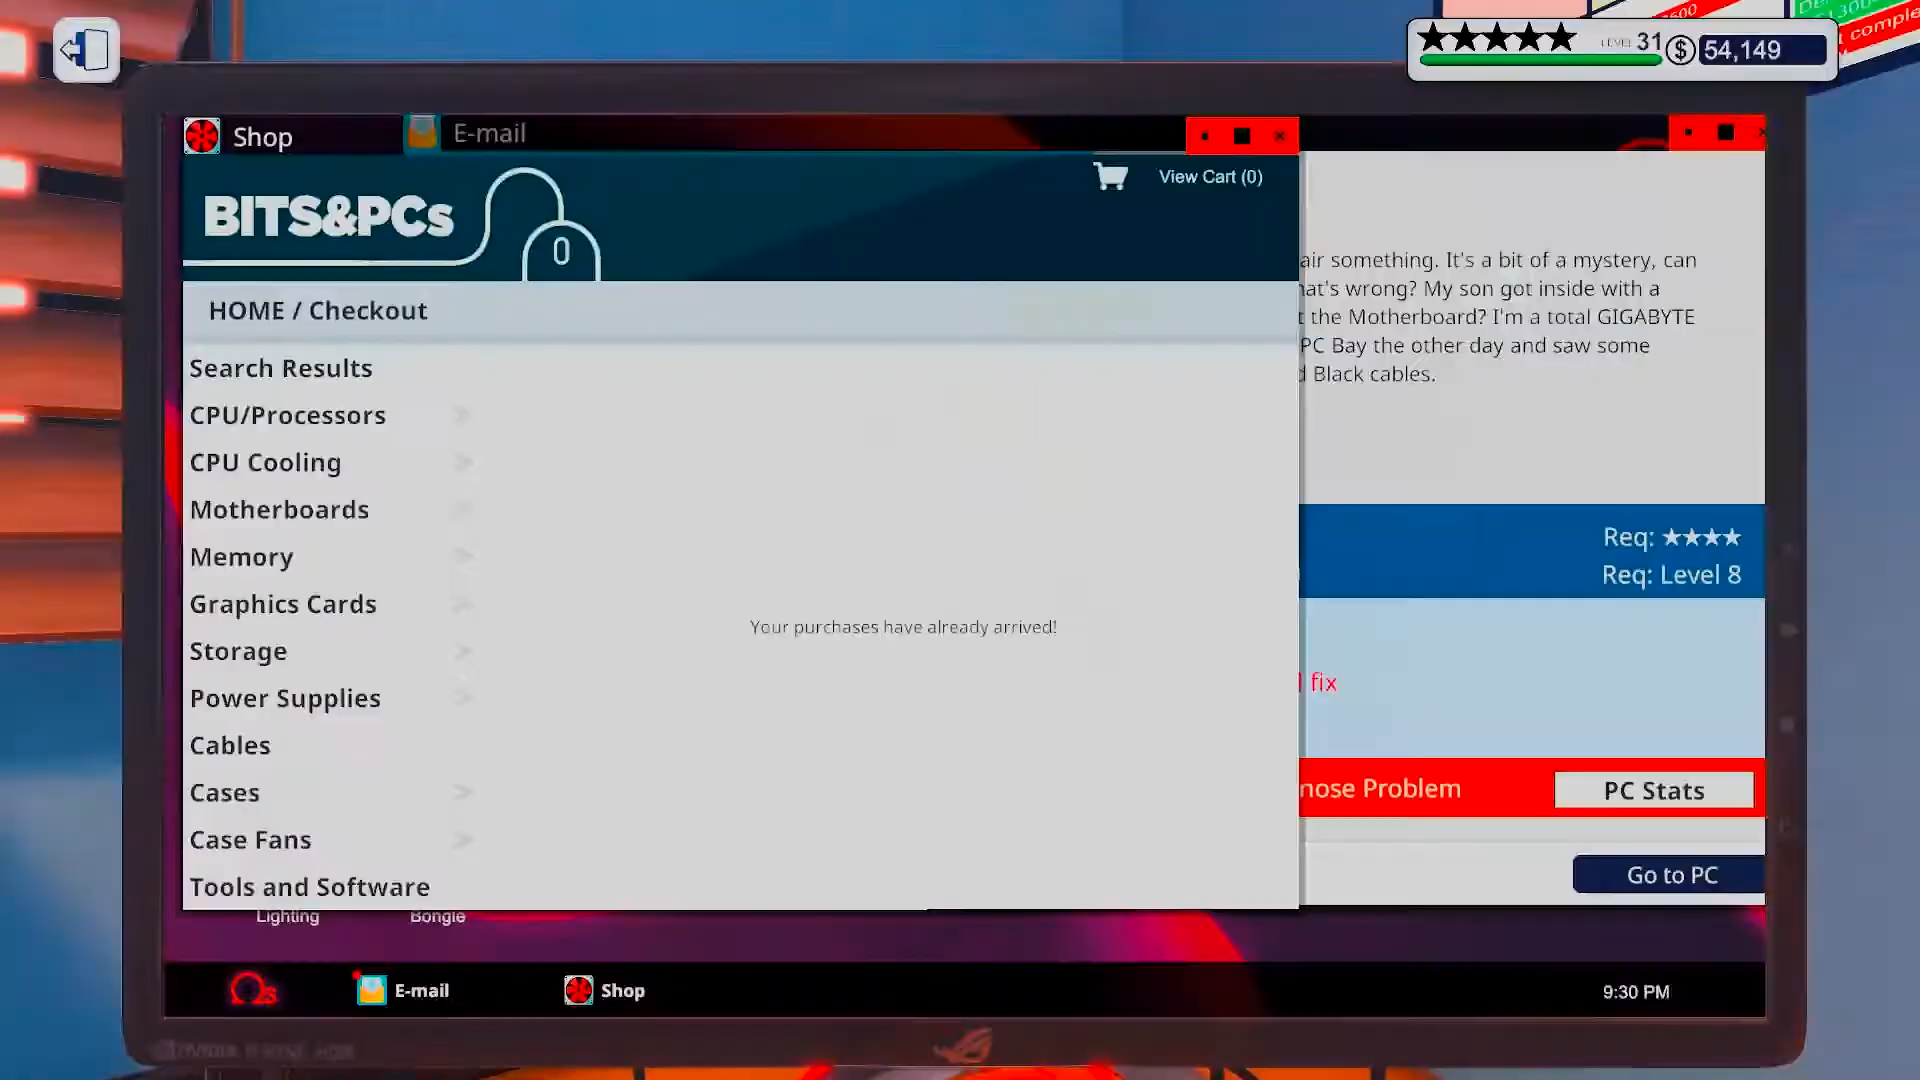 LEVEL 31 $ 54,149
complete
Shop
E-mail
BITS&PCs
View Cart (0)
HOME / Checkout
Search Results
CPU/Processors
CPU Cooling
Motherboards
Memory
Graphics Cards
Storage
Power Supplies
Cables
Cases
Case Fans
Tools and Software
Your purchases have already arrived!
air something. It's a bit of a mystery, can
hat's wrong? My son got inside with a
t the Motherboard? I'm a total GIGABYTE
PC Bay the other day and saw some
d Black cables.
Req: ★★★★
Req: Level 8
fix
nose Problem
PC Stats
Go to PC
Lighting
Bongle
E-mail
Shop
9:30 PM